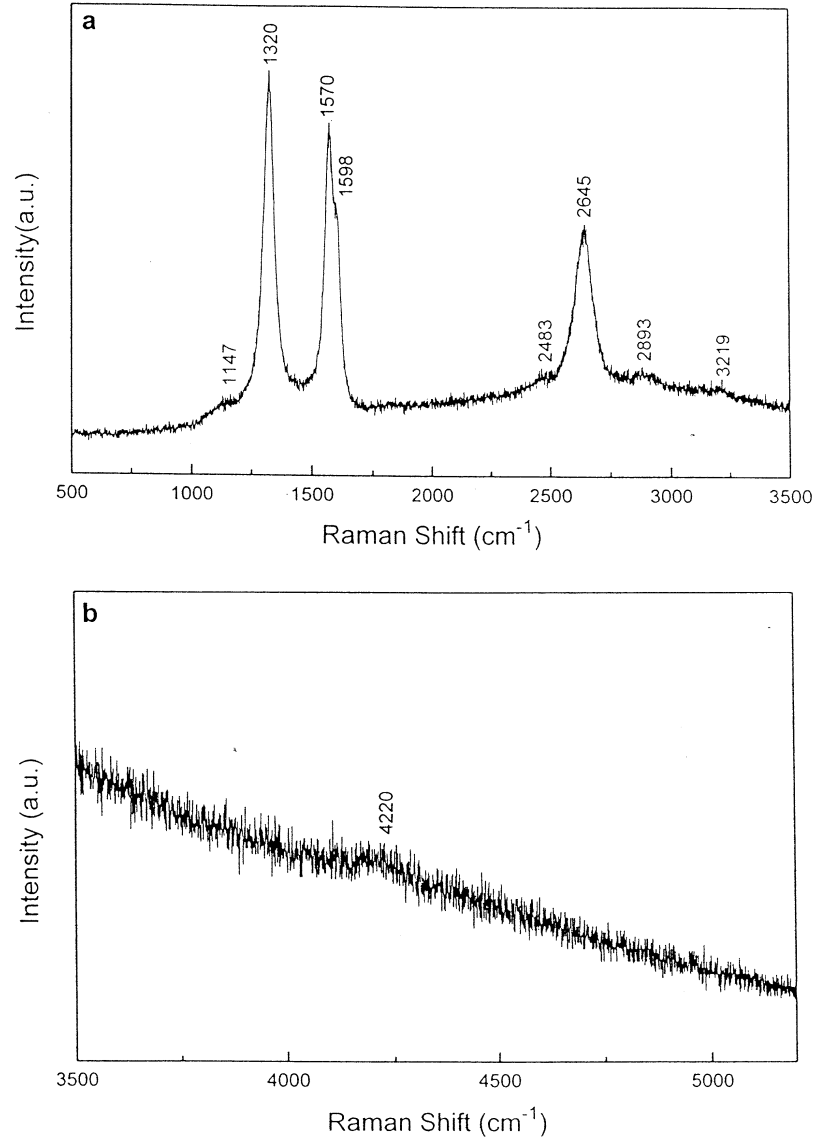 a
1320
1570
1598
2645
1147
2483
2893
3219
Intensity(a.u.)
500 1000 1500 2000 2500 3000 3500
Raman Shift (cm⁻¹)
b
4220
Intensity (a.u.)
3500 4000 4500 5000
Raman Shift (cm⁻¹)